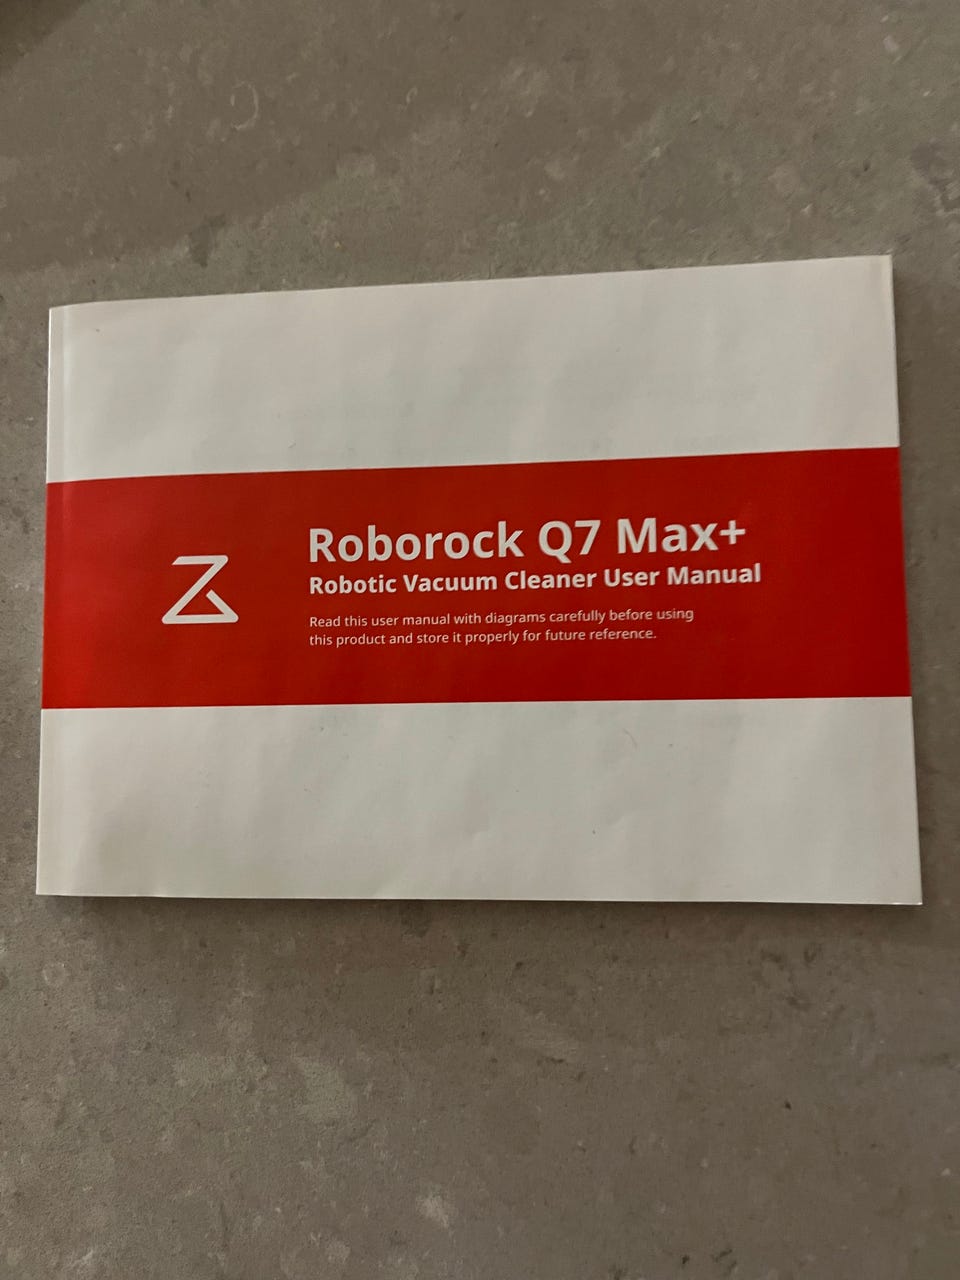 Roborock Q7 Max+
Robotic Vacuum Cleaner User Manual
Read this user manual with diagrams carefully before using
this product and store it properly for future reference.